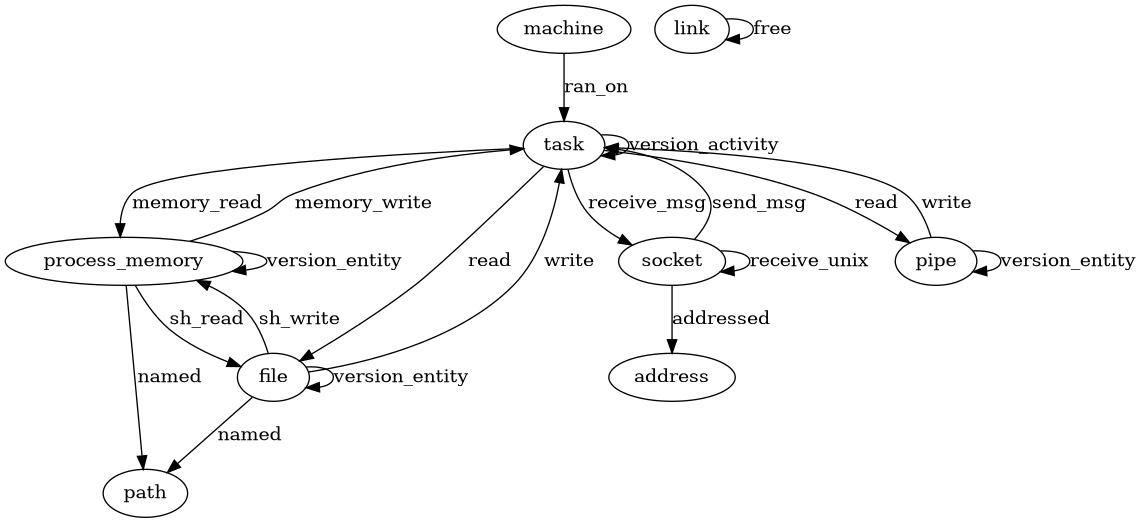 machine
link
free
ran_on
task
version_activity
memory_read
memory_write
receive_msg
send_msg
read
write
process_memory
version_entity
read
write
socket
receive_unix
pipe
version_entity
sh_read
sh_write
addressed
named
file
version_entity
address
named
path